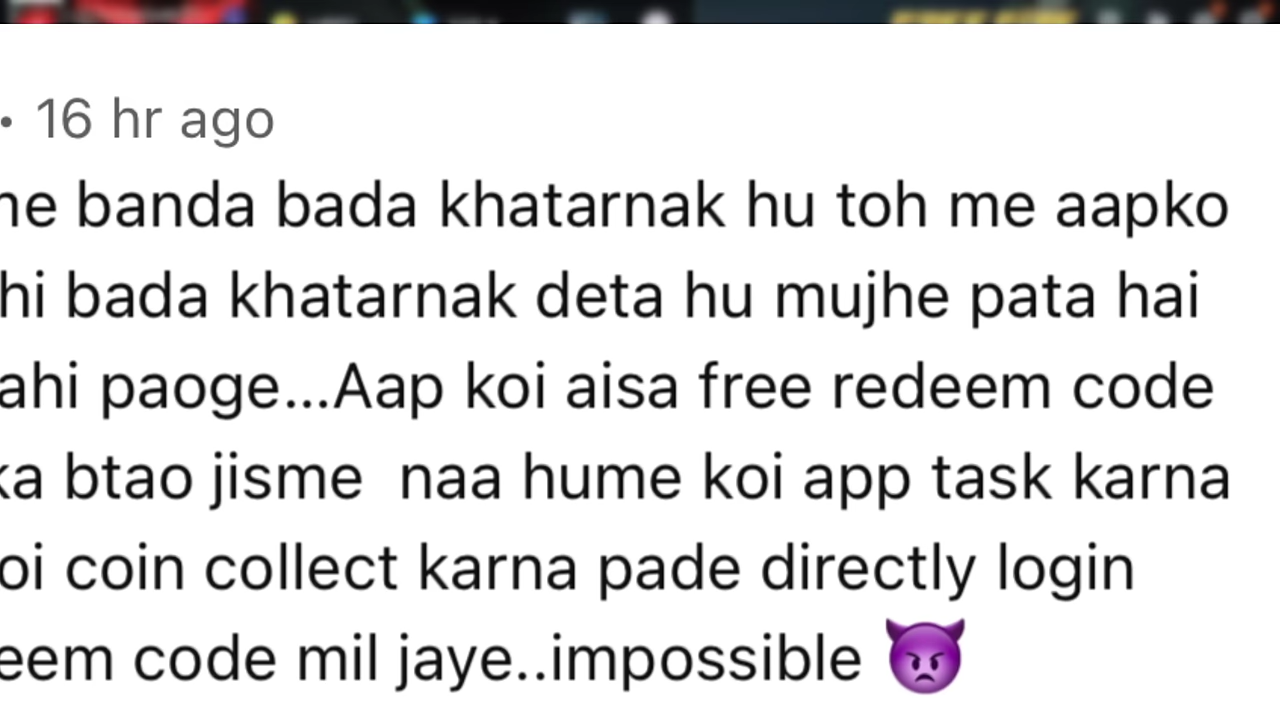 • 16 hr ago
banda bada khatarnak hu toh me aapko
hi bada khatarnak deta hu mujhe pata hai
ahi paoge...Aap koi aisa free redeem code
ka btao jisme naa hume koi app task karna
oi coin collect karna pade directly login
eem code mil jaye..impossible 👿